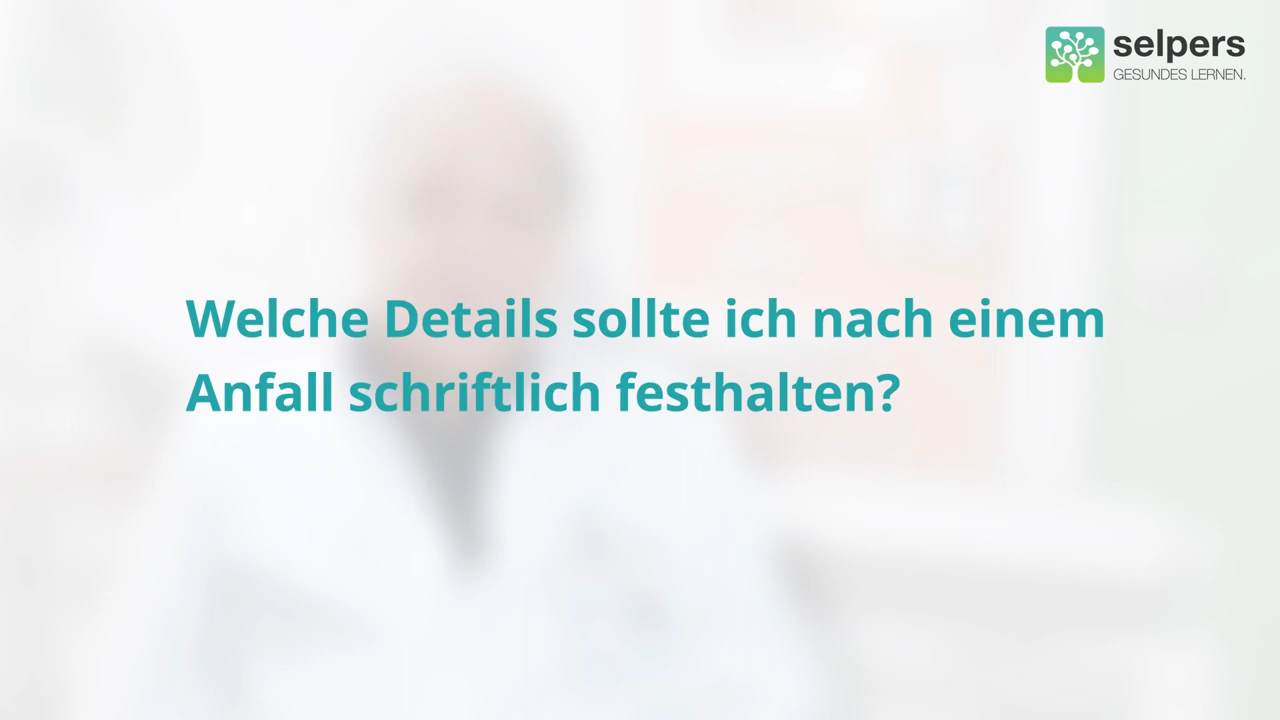 selpers
GESUNDES LERNEN.
Welche Details sollte ich nach einem
Anfall schriftlich festhalten?